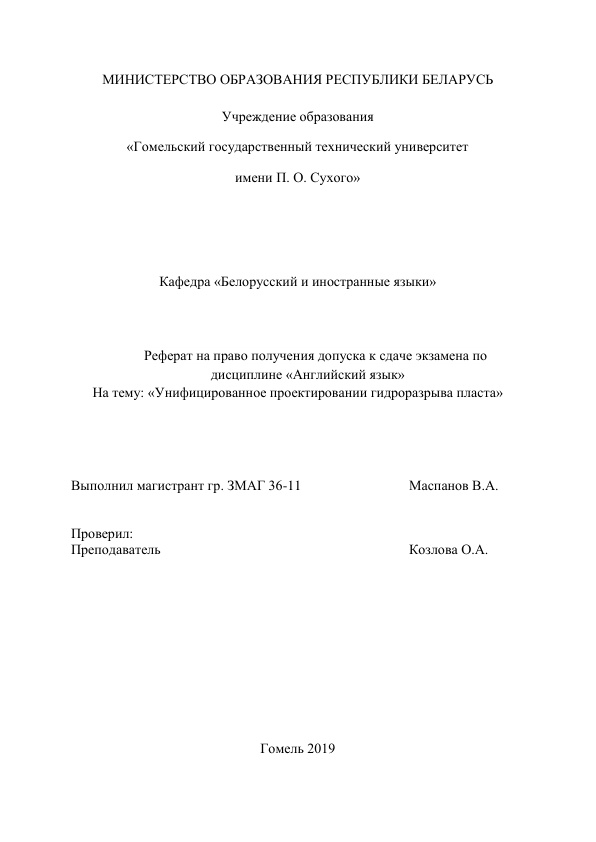 МИНИСТЕРСТВО ОБРАЗОВАНИЯ РЕСПУБЛИКИ БЕЛАРУСЬ
Учреждение образования
«Гомельский государственный технический университет
имени П. О. Сухого»
Кафедра «Белорусский и иностранные языки»
Реферат на право получения допуска к сдаче экзамена по
дисциплине «Английский язык»
На тему: «Унифицированное проектировании гидроразрыва пласта»
Выполнил магистрант гр. ЗМАГ 36-11 Маспанов В.А.
Проверил:
Преподаватель Козлова О.А.
Гомель 2019